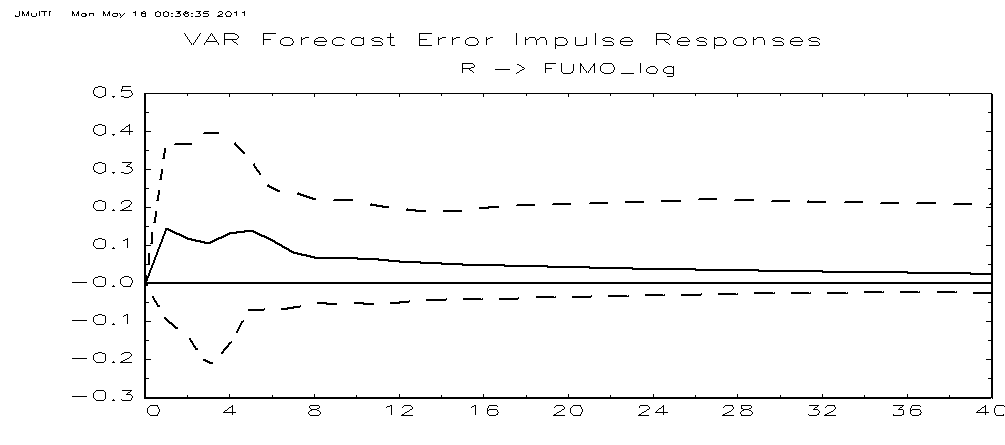 JMulTi Mon May 16 00:36:35 2011
VAR Forecast Error Impulse Responses
R -> FUMO_log
0.5
0.4
0.3
0.2
0.1
-0.0
-0.1
-0.2
-0.3
0 4 8 12 16 20 24 28 32 36 40